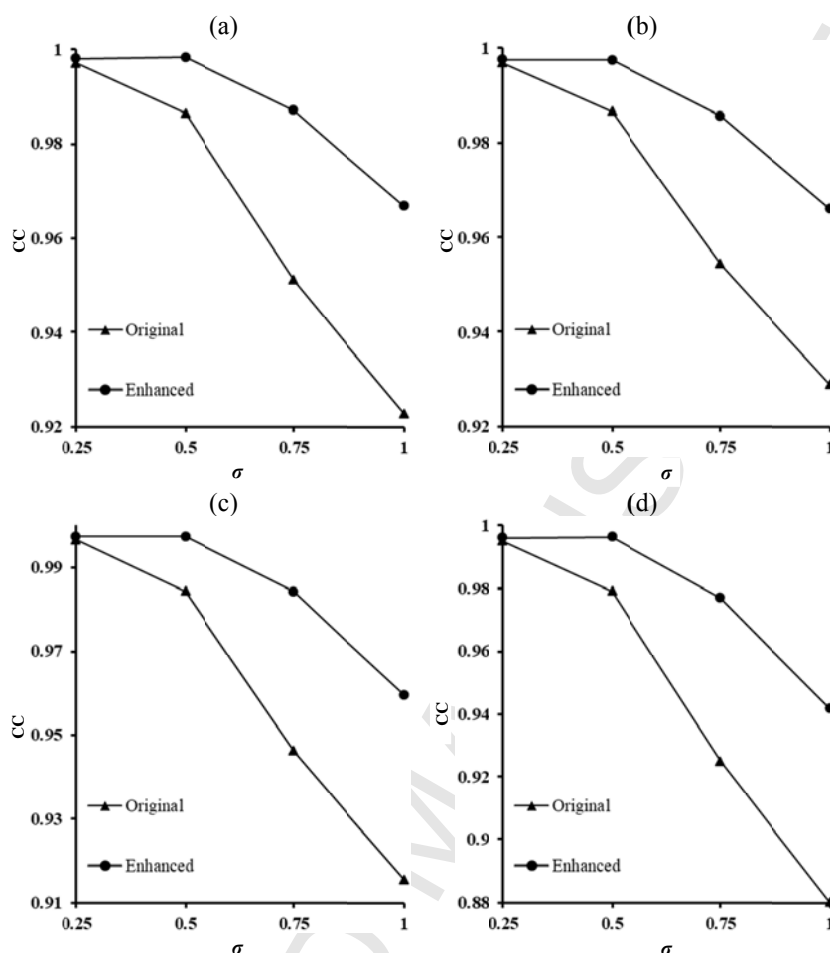 (a)
1
0.98
0.96
0.94
0.92
CC
Original
Enhanced
0.25 0.5 0.75 1
σ
(b)
1
0.98
0.96
0.94
0.92
CC
Original
Enhanced
0.25 0.5 0.75 1
σ
(c)
0.99
0.97
0.95
0.93
0.91
CC
Original
Enhanced
0.25 0.5 0.75 1
σ
(d)
1
0.98
0.96
0.94
0.92
0.9
0.88
CC
Original
Enhanced
0.25 0.5 0.75 1
σ